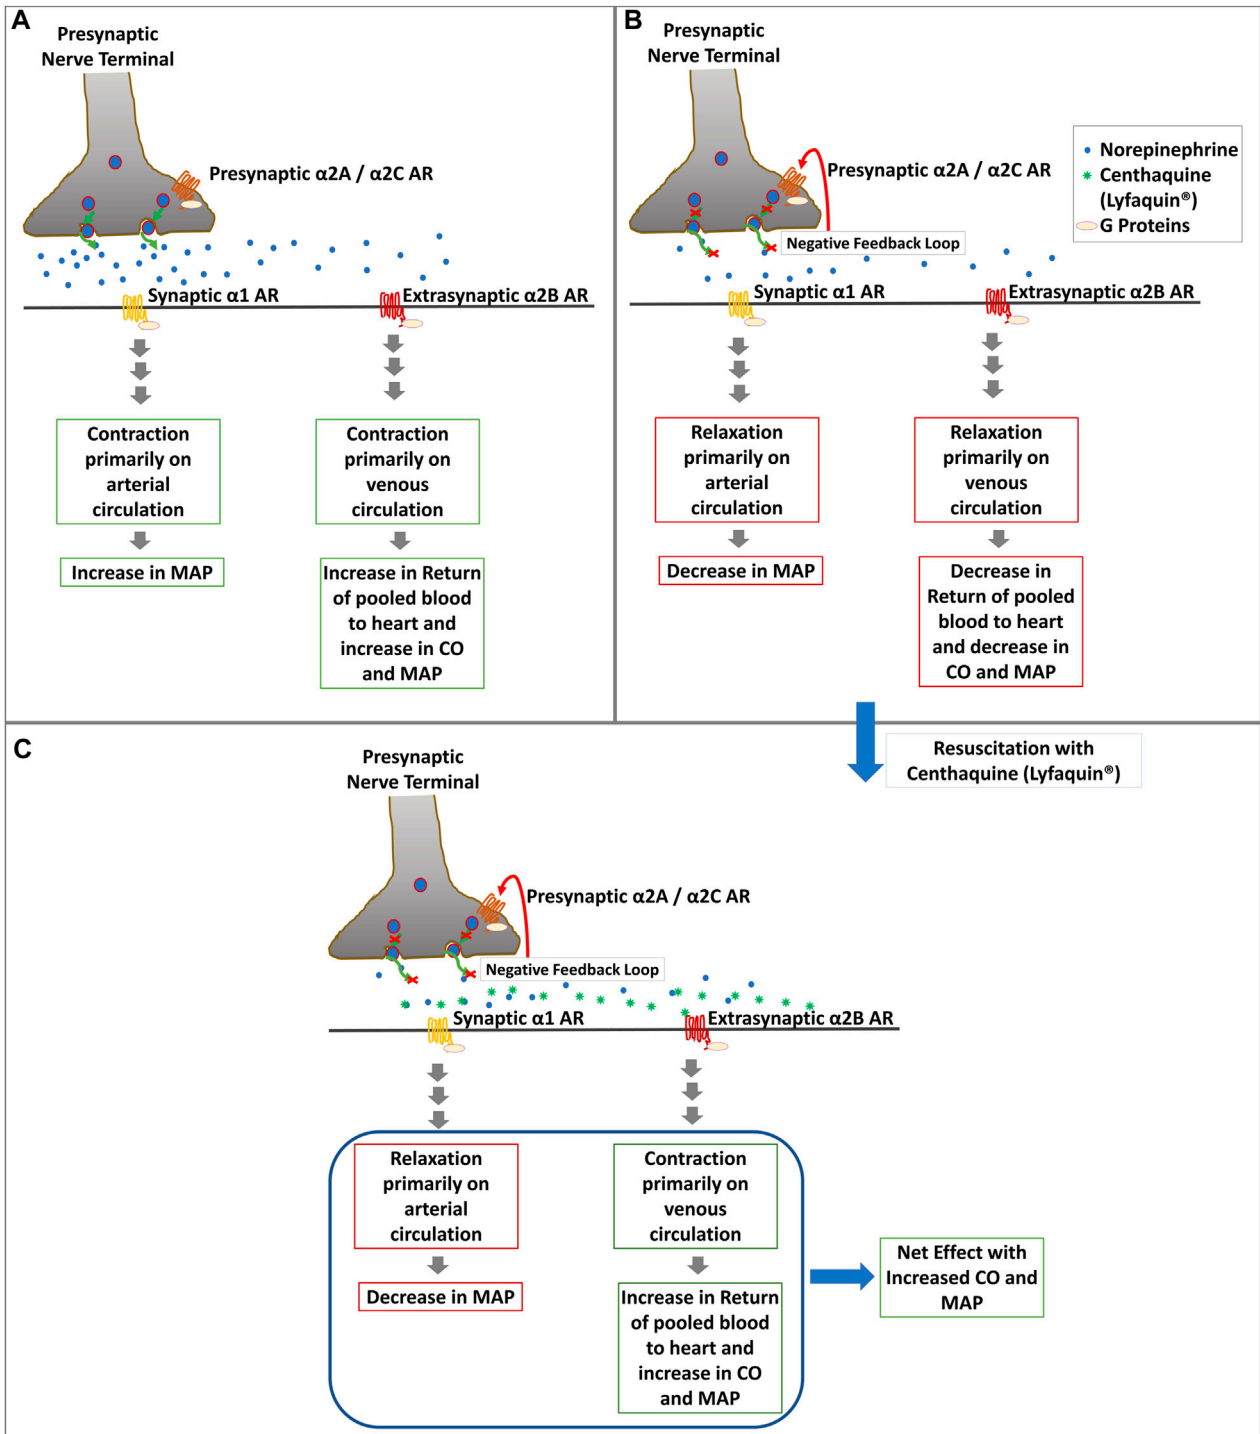 A
Presynaptic
Nerve Terminal
Presynaptic α2A / α2C AR
Synaptic α1 AR
Extrasynaptic α2B AR
Contraction
primarily on
arterial
circulation
Increase in MAP
Contraction
primarily on
venous
circulation
Increase in Return
of pooled blood
to heart and
increase in CO
and MAP
B
Presynaptic
Nerve Terminal
Norepinephrine
Centhaquine
(Lyfaquin®)
G Proteins
Presynaptic α2A / α2C AR
Negative Feedback Loop
Synaptic α1 AR
Extrasynaptic α2B AR
Relaxation
primarily on
arterial
circulation
Decrease in MAP
Relaxation
primarily on
venous
circulation
Decrease in
Return of pooled
blood to heart
and decrease in
CO and MAP
Resuscitation with
Centhaquine (Lyfaquin®)
C
Presynaptic
Nerve Terminal
Presynaptic α2A / α2C AR
Negative Feedback Loop
Synaptic α1 AR
Extrasynaptic α2B AR
Relaxation
primarily on
arterial
circulation
Decrease in MAP
Contraction
primarily on
venous
circulation
Increase in Return
of pooled blood
to heart and
increase in CO
and MAP
Net Effect with
Increased CO and
MAP